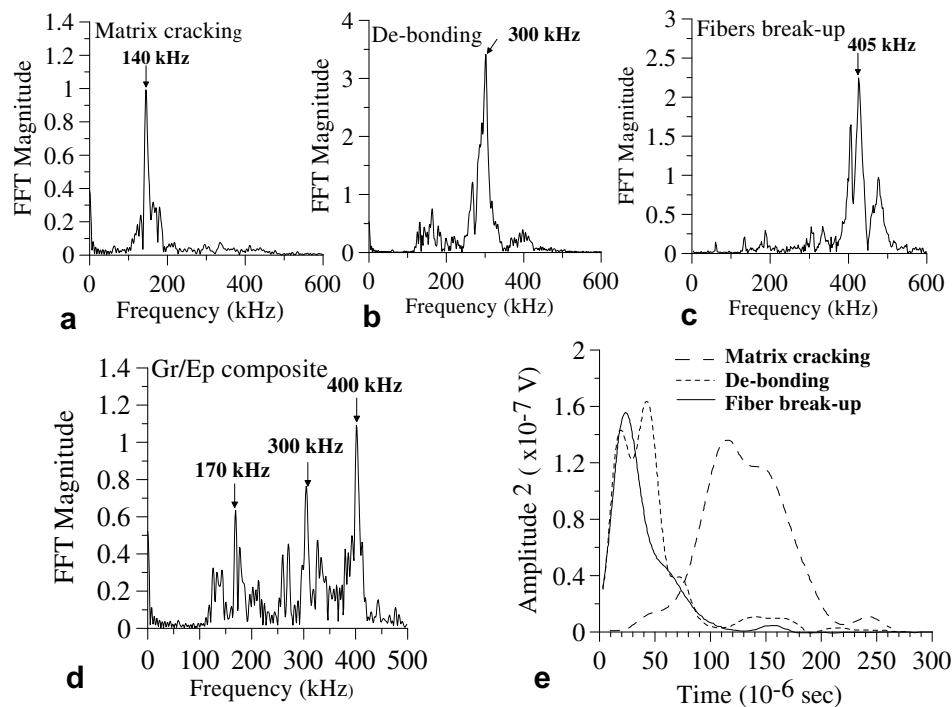 Matrix cracking
140 kHz
FFT Magnitude
1.4
1.2
1
0.8
0.6
0.4
0.2
0
0 200 400 600
Frequency (kHz)
a
De-bonding
300 kHz
FFT Magnitude
4
3
2
1
0
0 200 400 600
Frequency (kHz)
b
Fibers break-up
405 kHz
FFT Magnitude
3
2.5
2
1.5
1
0.5
0
0 200 400 600
Frequency (kHz)
c
Gr/Ep composite
400 kHz
300 kHz
170 kHz
FFT Magnitude
1.4
1.2
1
0.8
0.6
0.4
0.2
0
0 100 200 300 400 500
Frequency (kHz)
d
Matrix cracking
De-bonding
Fiber break-up
Amplitude 2 ( x10-7 V)
2
1.6
1.2
0.8
0.4
0
0 50 100 150 200 250 300
Time (10-6 sec)
e